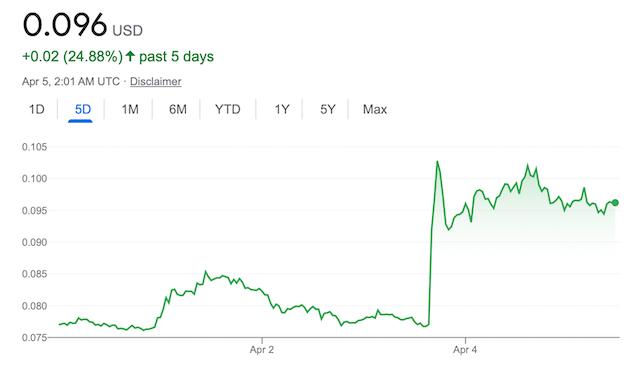 0.096 USD
+0.02 (24.88%) ↑ past 5 days
Apr 5, 2:01 AM UTC · Disclaimer
1D 5D 1M 6M YTD 1Y 5Y Max
0.105
0.100
0.095
0.090
0.085
0.080
0.075
Apr 2 Apr 4